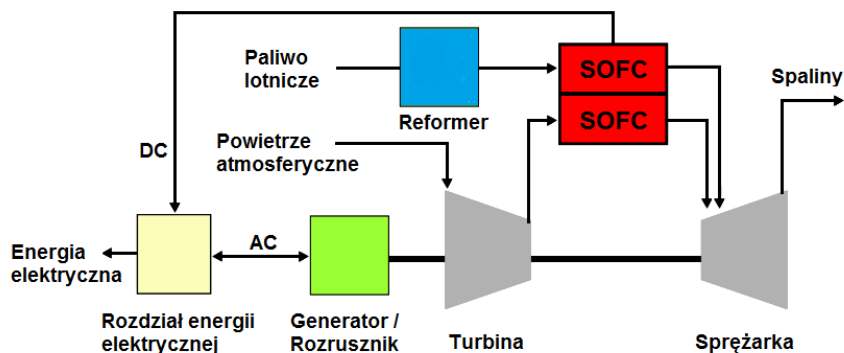 Paliwo
lotnicze
Reformer
SOFC
SOFC
Spaliny
Powietrze
atmosferyczne
DC
AC
Energia
elektryczna
Rozdział energii
elektrycznej
Generator /
Rozrusznik
Turbina
Sprężarka